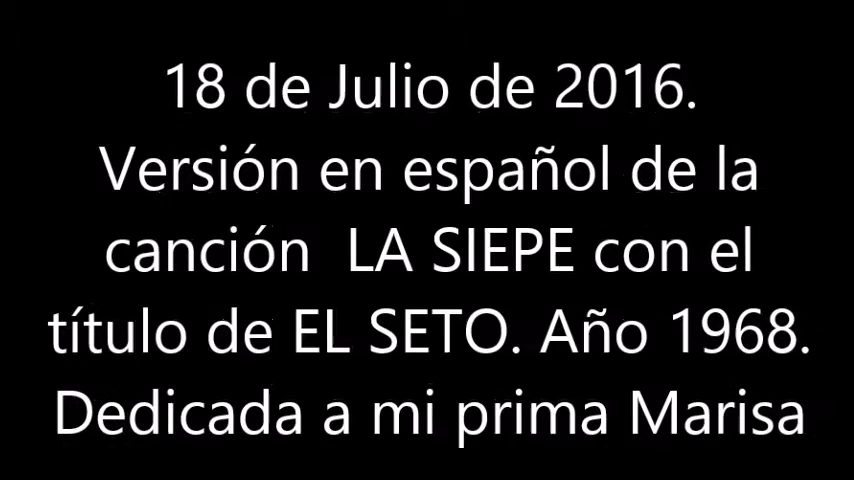 18 de Julio de 2016.
Versión en español de la
canción  LA SIEPE con el
título de EL SETO. Año 1968.
Dedicada a mi prima Marisa